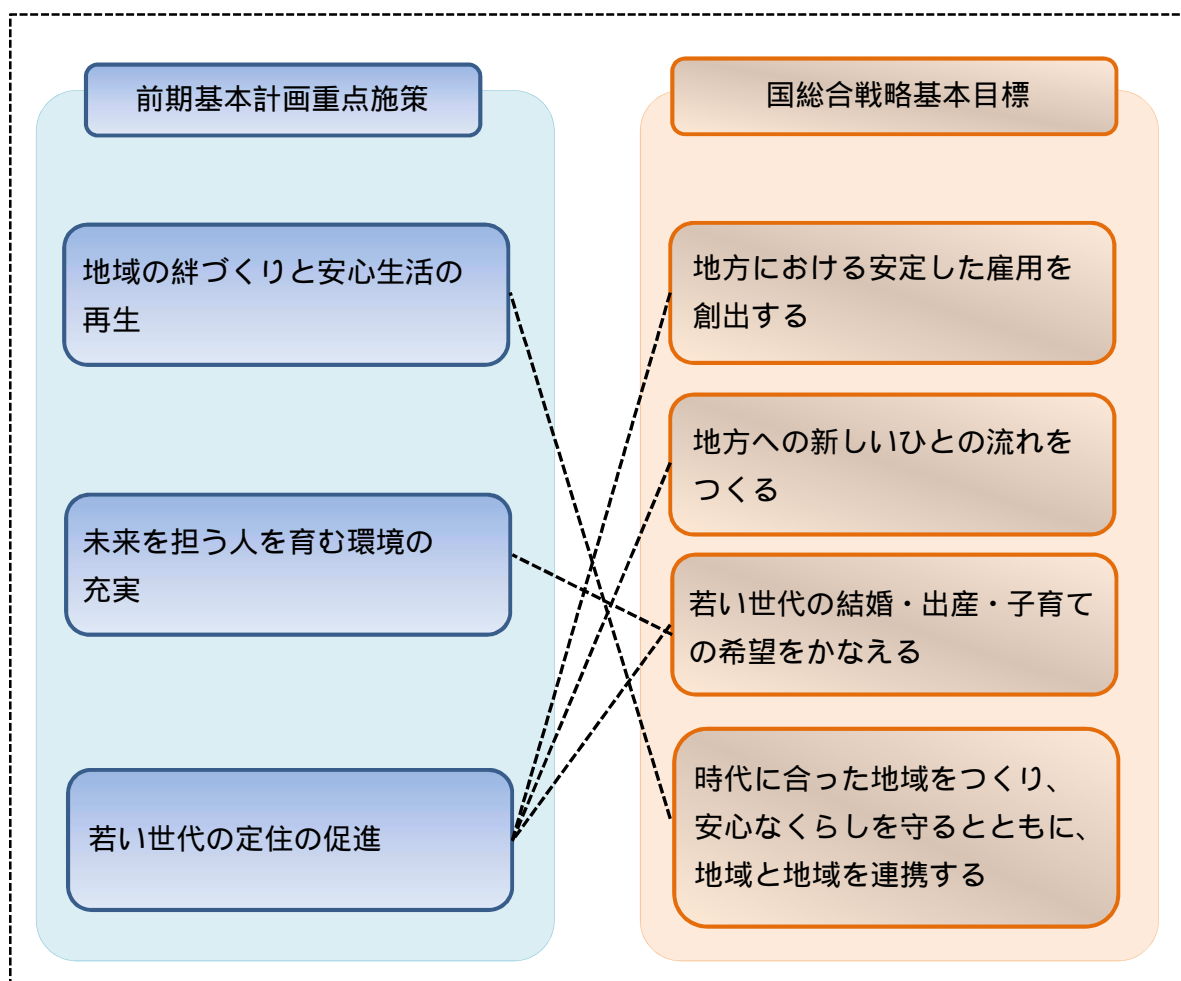 前期基本計画重点施策
地域の絆づくりと安心生活の
再生
未来を担う人を育む環境の
充実
若い世代の定住の促進
国総合戦略基本目標
地方における安定した雇用を
創出する
地方への新しいひとの流れを
つくる
若い世代の結婚・出産・子育て
の希望をかなえる
時代に合った地域をつくり、
安心なくらしを守るとともに、
地域と地域を連携する